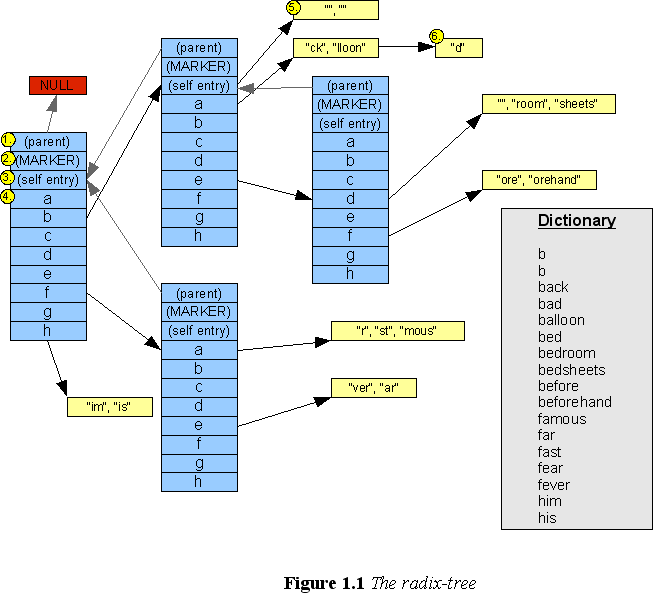 5. "", ""
(parent)
(MARKER)
(self entry)
a
b
c
d
e
f
g
h
"ck", "lloon"
6. "d"
NULL
(parent)
(MARKER)
(self entry)
a
b
c
d
e
f
g
h
"", "room", "sheets"
"ore", "orehand"
1. (parent)
2. (MARKER)
3. (self entry)
4. a
b
c
d
e
f
g
h
"im", "is"
(parent)
(MARKER)
(self entry)
a
b
c
d
e
f
g
h
"r", "st", "mous"
"ver", "ar"
Dictionary
b
b
back
bad
balloon
bed
bedroom
bedsheets
before
beforehand
famous
far
fast
fear
fever
him
his
Figure 1.1 The radix-tree